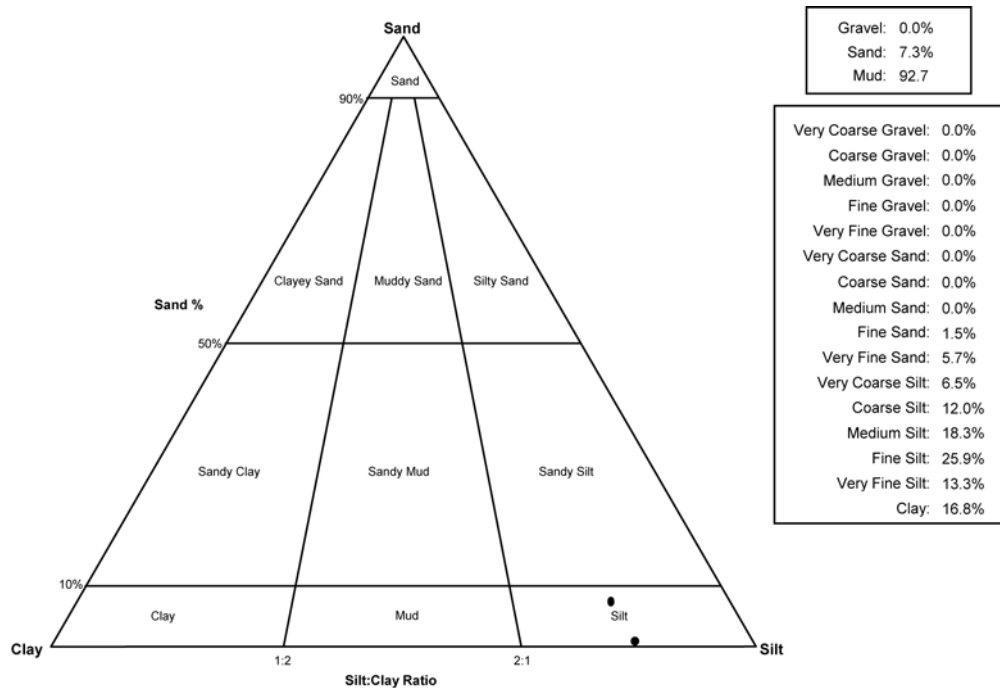 Sand
Sand
90%
Clayey Sand
Muddy Sand
Silty Sand
Sand %
50%
Sandy Clay
Sandy Mud
Sandy Silt
10%
Clay
Mud
Silt
Clay
Silt
1:2
2:1
Silt:Clay Ratio
Gravel: 0.0%
Sand: 7.3%
Mud: 92.7
Very Coarse Gravel: 0.0%
Coarse Gravel: 0.0%
Medium Gravel: 0.0%
Fine Gravel: 0.0%
Very Fine Gravel: 0.0%
Very Coarse Sand: 0.0%
Coarse Sand: 0.0%
Medium Sand: 0.0%
Fine Sand: 1.5%
Very Fine Sand: 5.7%
Very Coarse Silt: 6.5%
Coarse Silt: 12.0%
Medium Silt: 18.3%
Fine Silt: 25.9%
Very Fine Silt: 13.3%
Clay: 16.8%